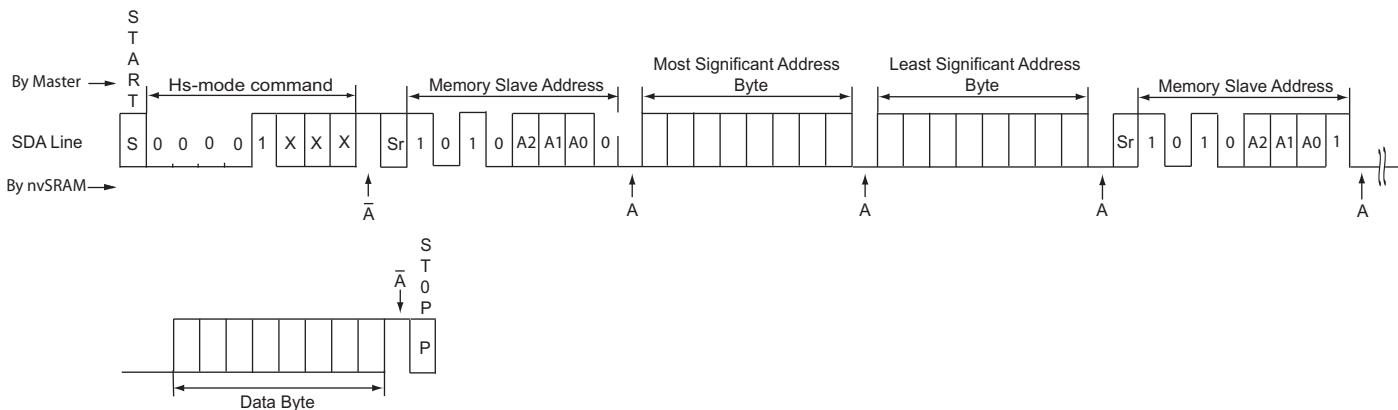 START
By Master
Hs-mode command
Memory Slave Address
Most Significant Address
Byte
Least Significant Address
Byte
Memory Slave Address
SDA Line
S 0 0 0 0 1 X X X Sr 1 0 1 0 A2 A1 A0 0 Sr 1 0 1 0 A2 A1 A0 1
By nvSRAM
A̅ A A A A
ST0P
A̅
P
Data Byte